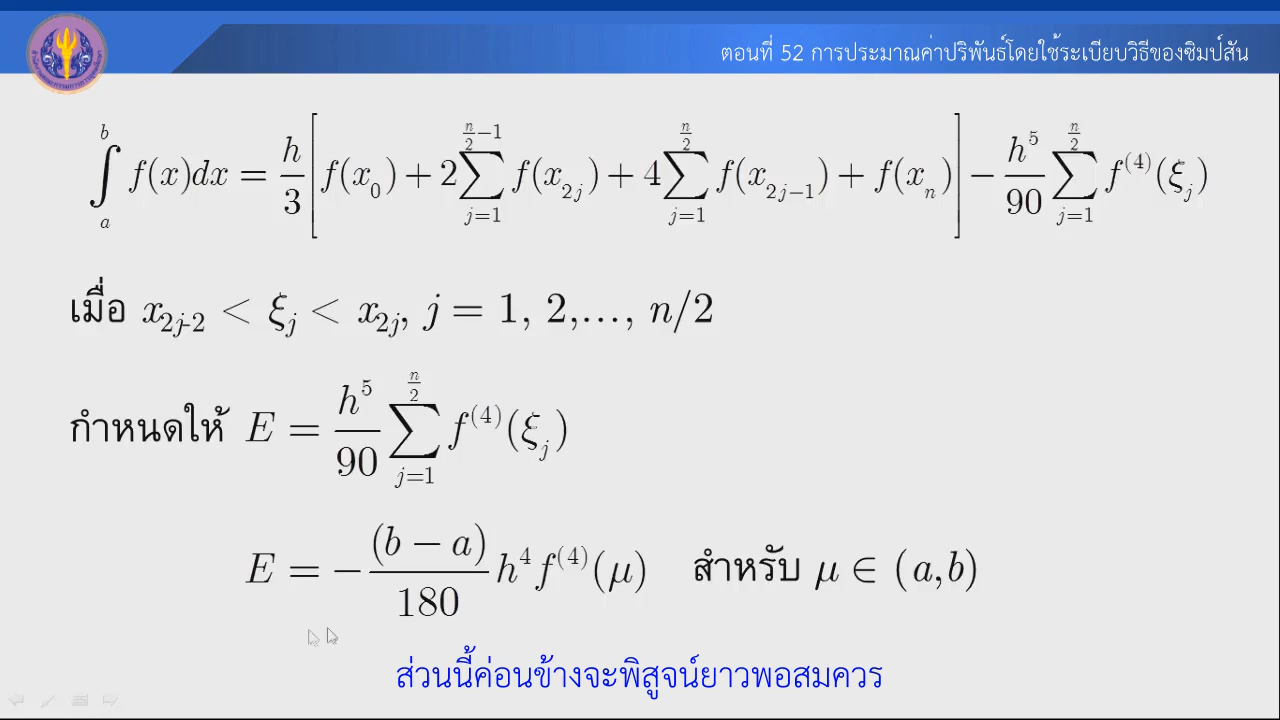 ตอนที่ 52 การประมาณค่าปริพันธ์โดยใช้ระเบียบวิธีของซิมป์สัน
∫_a^b f(x)dx = h/3 [f(x_0) + 2∑_{j=1}^{n/2−1} f(x_{2j}) + 4∑_{j=1}^{n/2} f(x_{2j−1}) + f(x_n)] − h^5/90 ∑_{j=1}^{n/2} f^{(4)}(ξ_j)
เมื่อ x_{2j-2} < ξ_j < x_{2j}, j = 1, 2,..., n/2
กำหนดให้ E = h^5/90 ∑_{j=1}^{n/2} f^{(4)}(ξ_j)
E = −(b − a)/180 h^4 f^{(4)}(μ) สำหรับ μ ∈ (a,b)
ส่วนนี้ค่อนข้างจะพิสูจน์ยาวพอสมควร